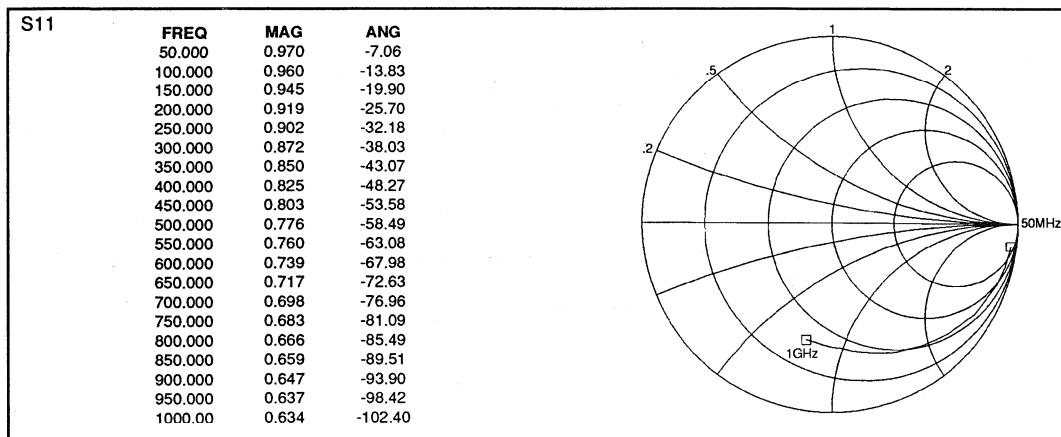 S11
FREQ MAG ANG
50.000 0.970 -7.06
100.000 0.960 -13.83
150.000 0.945 -19.90
200.000 0.919 -25.70
250.000 0.902 -32.18
300.000 0.872 -38.03
350.000 0.850 -43.07
400.000 0.825 -48.27
450.000 0.803 -53.58
500.000 0.776 -58.49
550.000 0.760 -63.08
600.000 0.739 -67.98
650.000 0.717 -72.63
700.000 0.698 -76.96
750.000 0.683 -81.09
800.000 0.666 -85.49
850.000 0.659 -89.51
900.000 0.647 -93.90
950.000 0.637 -98.42
1000.00 0.634 -102.40
1
.5
2
.2
50MHz
1GHz